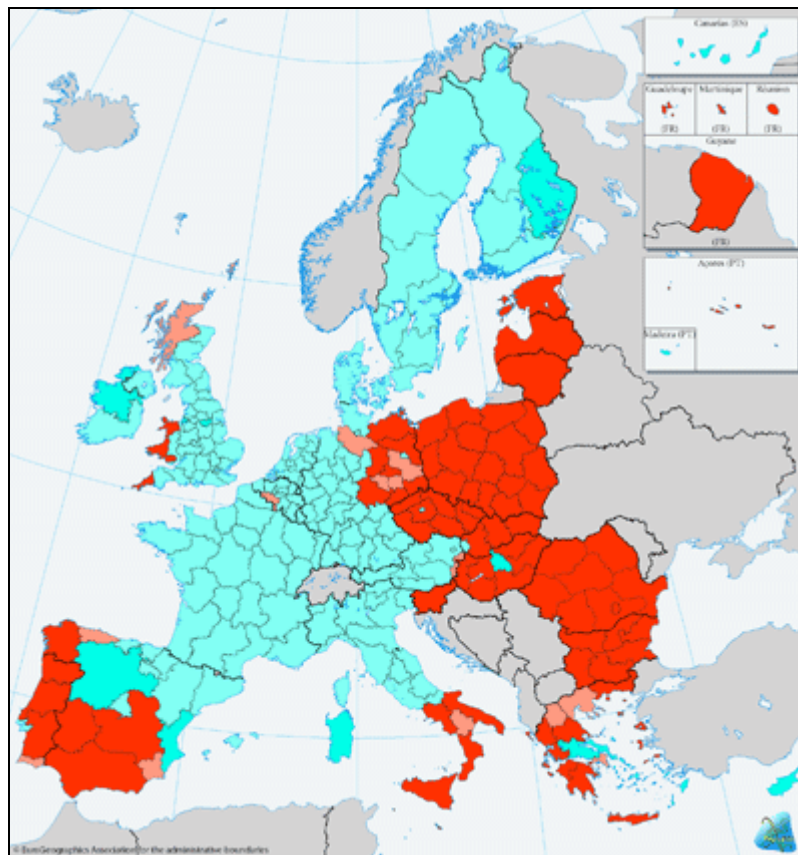 Canarias (ES)
Guadeloupe Martinique Réunion
(FR) (FR) (FR)
Guyane
(FR)
Açores (PT)
Madeira (PT)
© EuroGeographics Association for the administrative boundaries